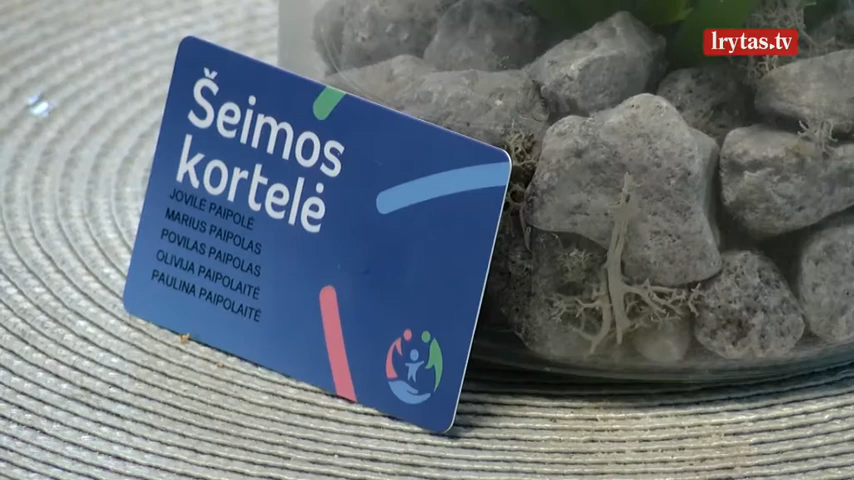 lrytas.tv
Šeimos
kortelė
JOVILĖ PAIPOLĖ
MARIUS PAIPOLAS
POVILAS PAIPOLAS
OLIVIJA PAIPOLAITĖ
PAULINA PAIPOLAITĖ